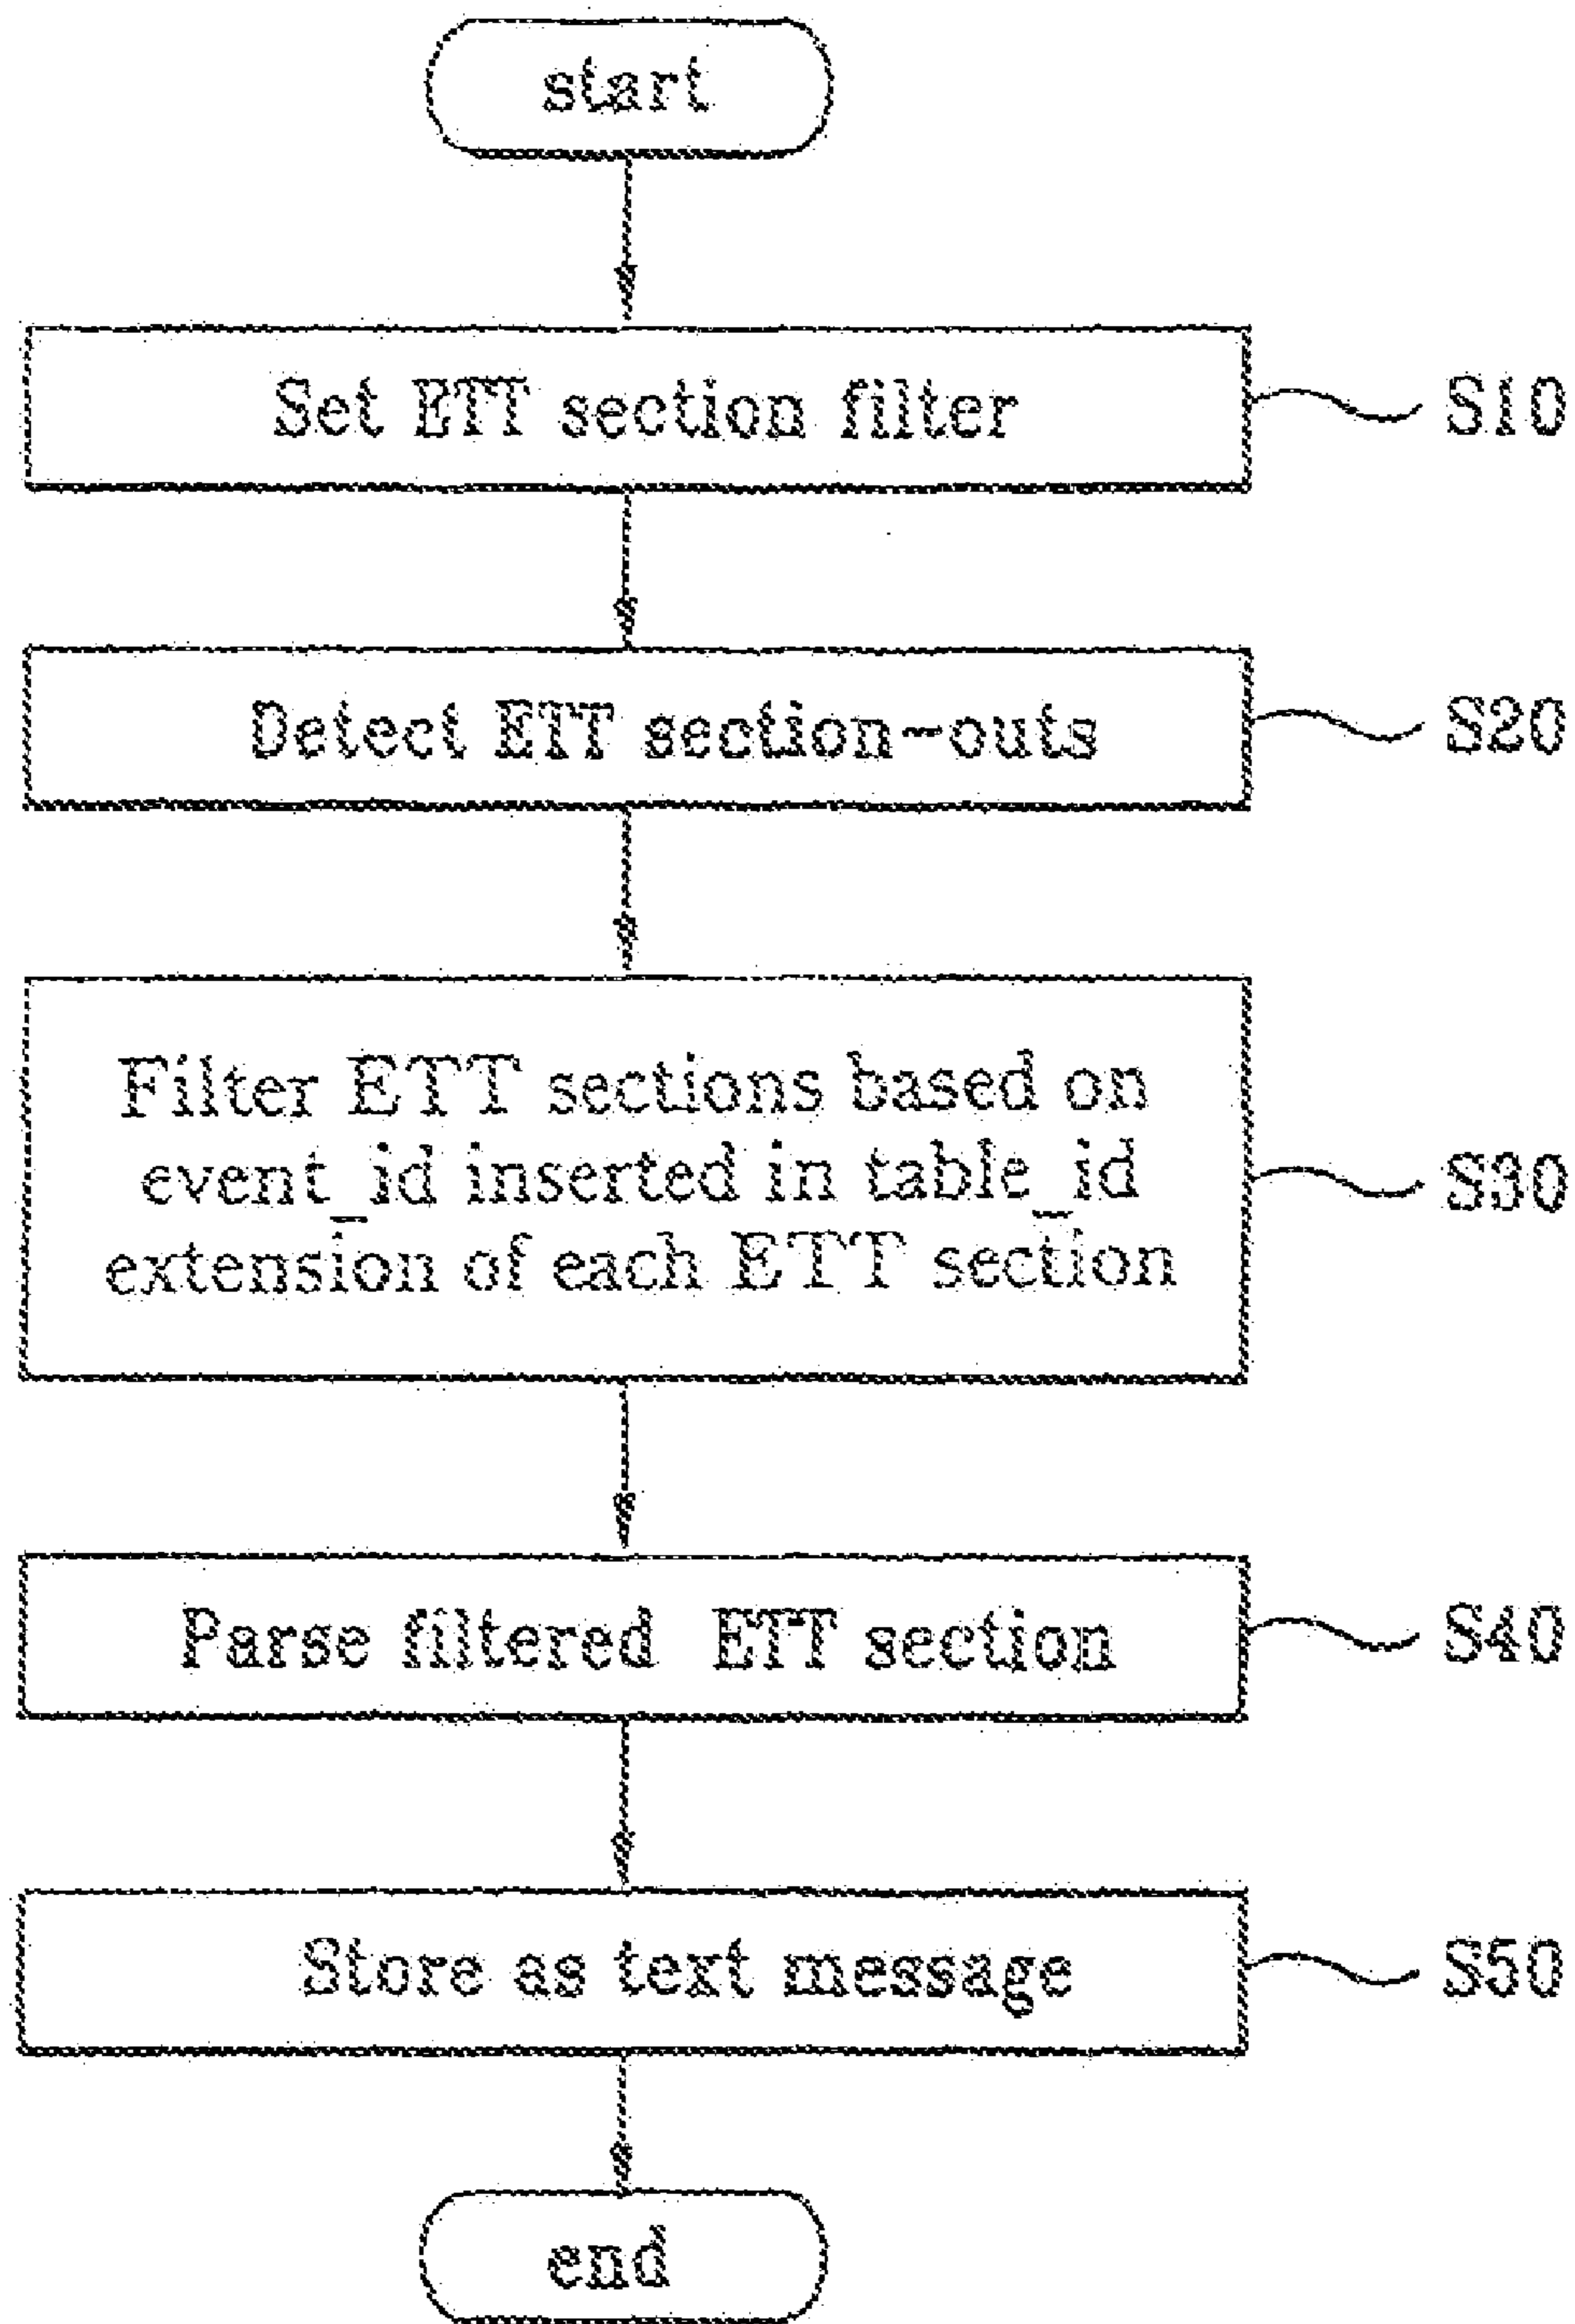 start
Set ETT section filter
S10
Detect ETT section-outs
S20
Filter ETT sections based on
event_id inserted in table_id
extension of each ETT section
S30
Parse filtered ETT section
S40
Store as text message
S50
end